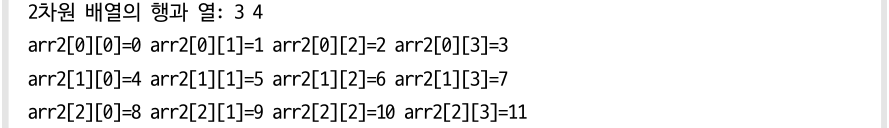 2차원 배열의 행과 열: 3 4
arr2[0][0]=0 arr2[0][1]=1 arr2[0][2]=2 arr2[0][3]=3
arr2[1][0]=4 arr2[1][1]=5 arr2[1][2]=6 arr2[1][3]=7
arr2[2][0]=8 arr2[2][1]=9 arr2[2][2]=10 arr2[2][3]=11